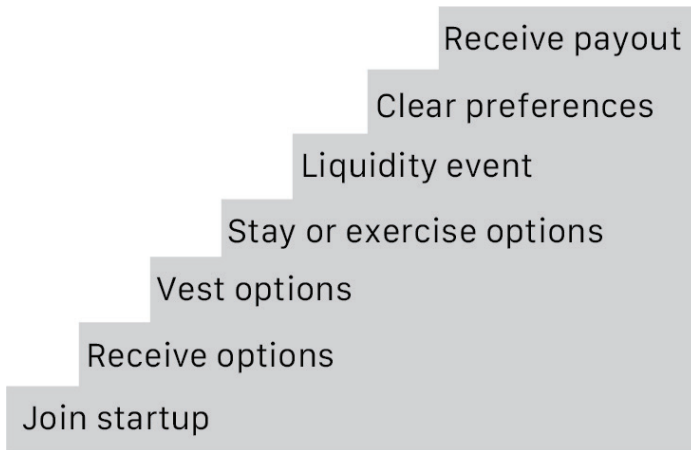 Receive payout
Clear preferences
Liquidity event
Stay or exercise options
Vest options
Receive options
Join startup